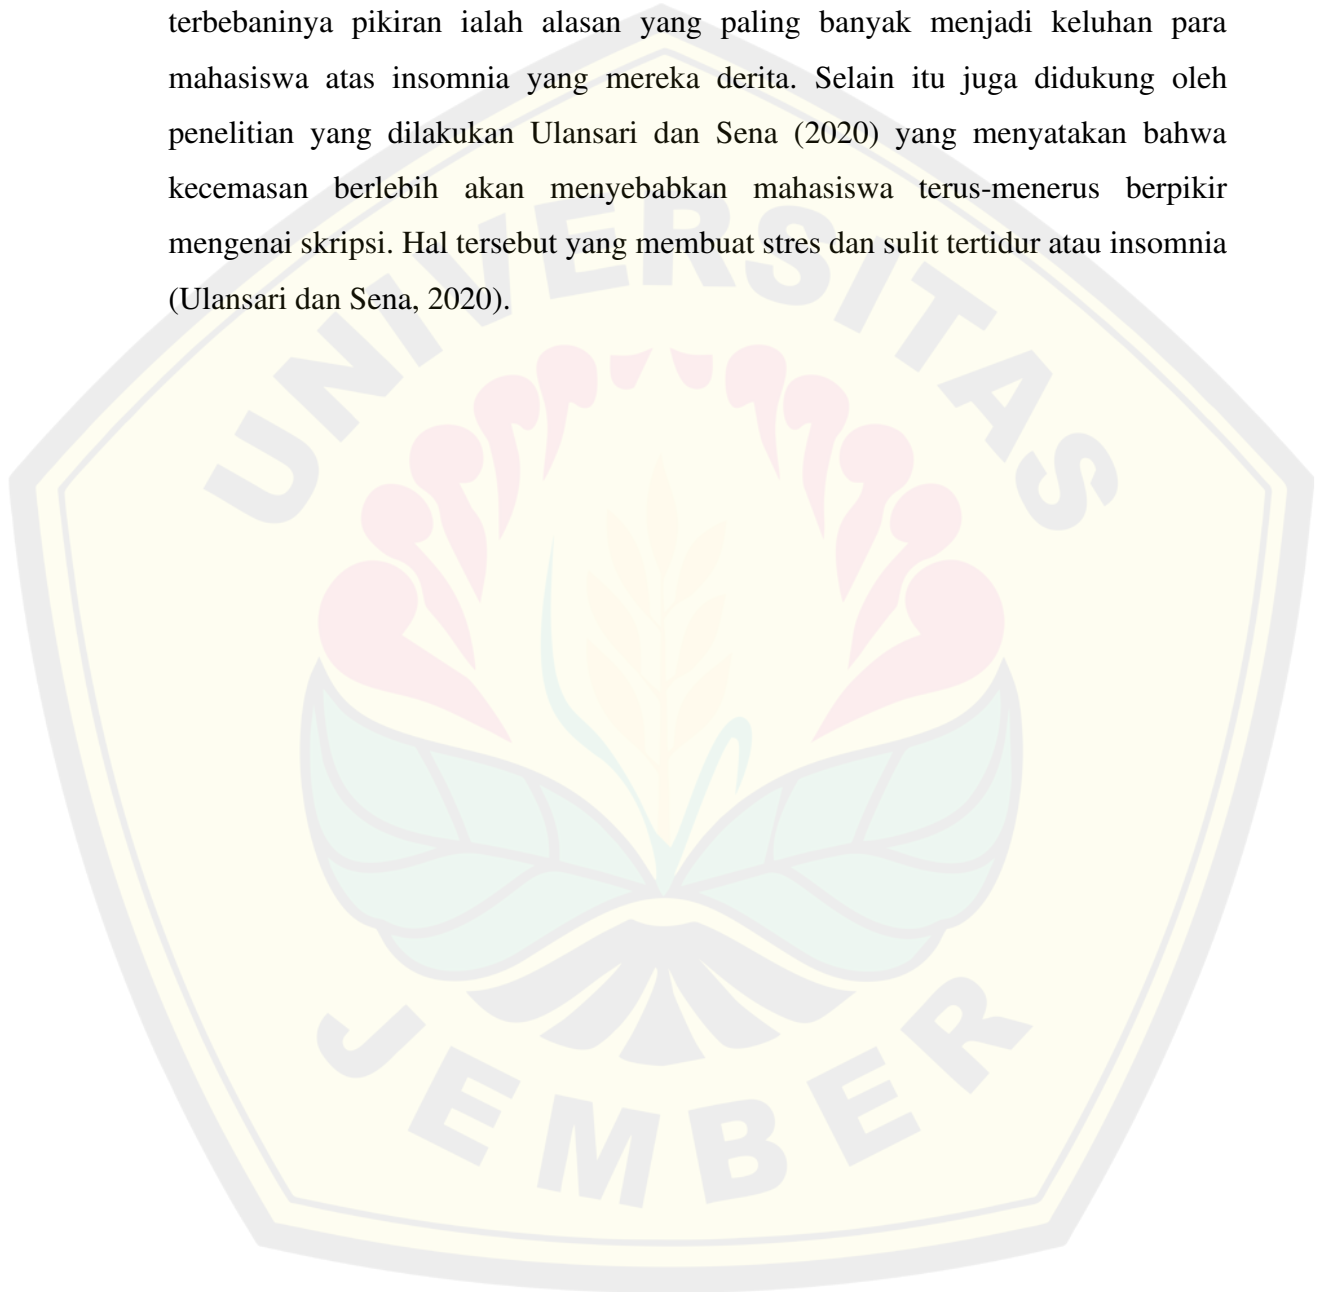 terbebaninya pikiran ialah alasan yang paling banyak menjadi keluhan para
mahasiswa atas insomnia yang mereka derita. Selain itu juga didukung oleh
penelitian yang dilakukan Ulansari dan Sena (2020) yang menyatakan bahwa
kecemasan berlebih akan menyebabkan mahasiswa terus-menerus berpikir
mengenai skripsi. Hal tersebut yang membuat stres dan sulit tertidur atau insomnia
(Ulansari dan Sena, 2020).
UNIVERSITAS
JEMBER